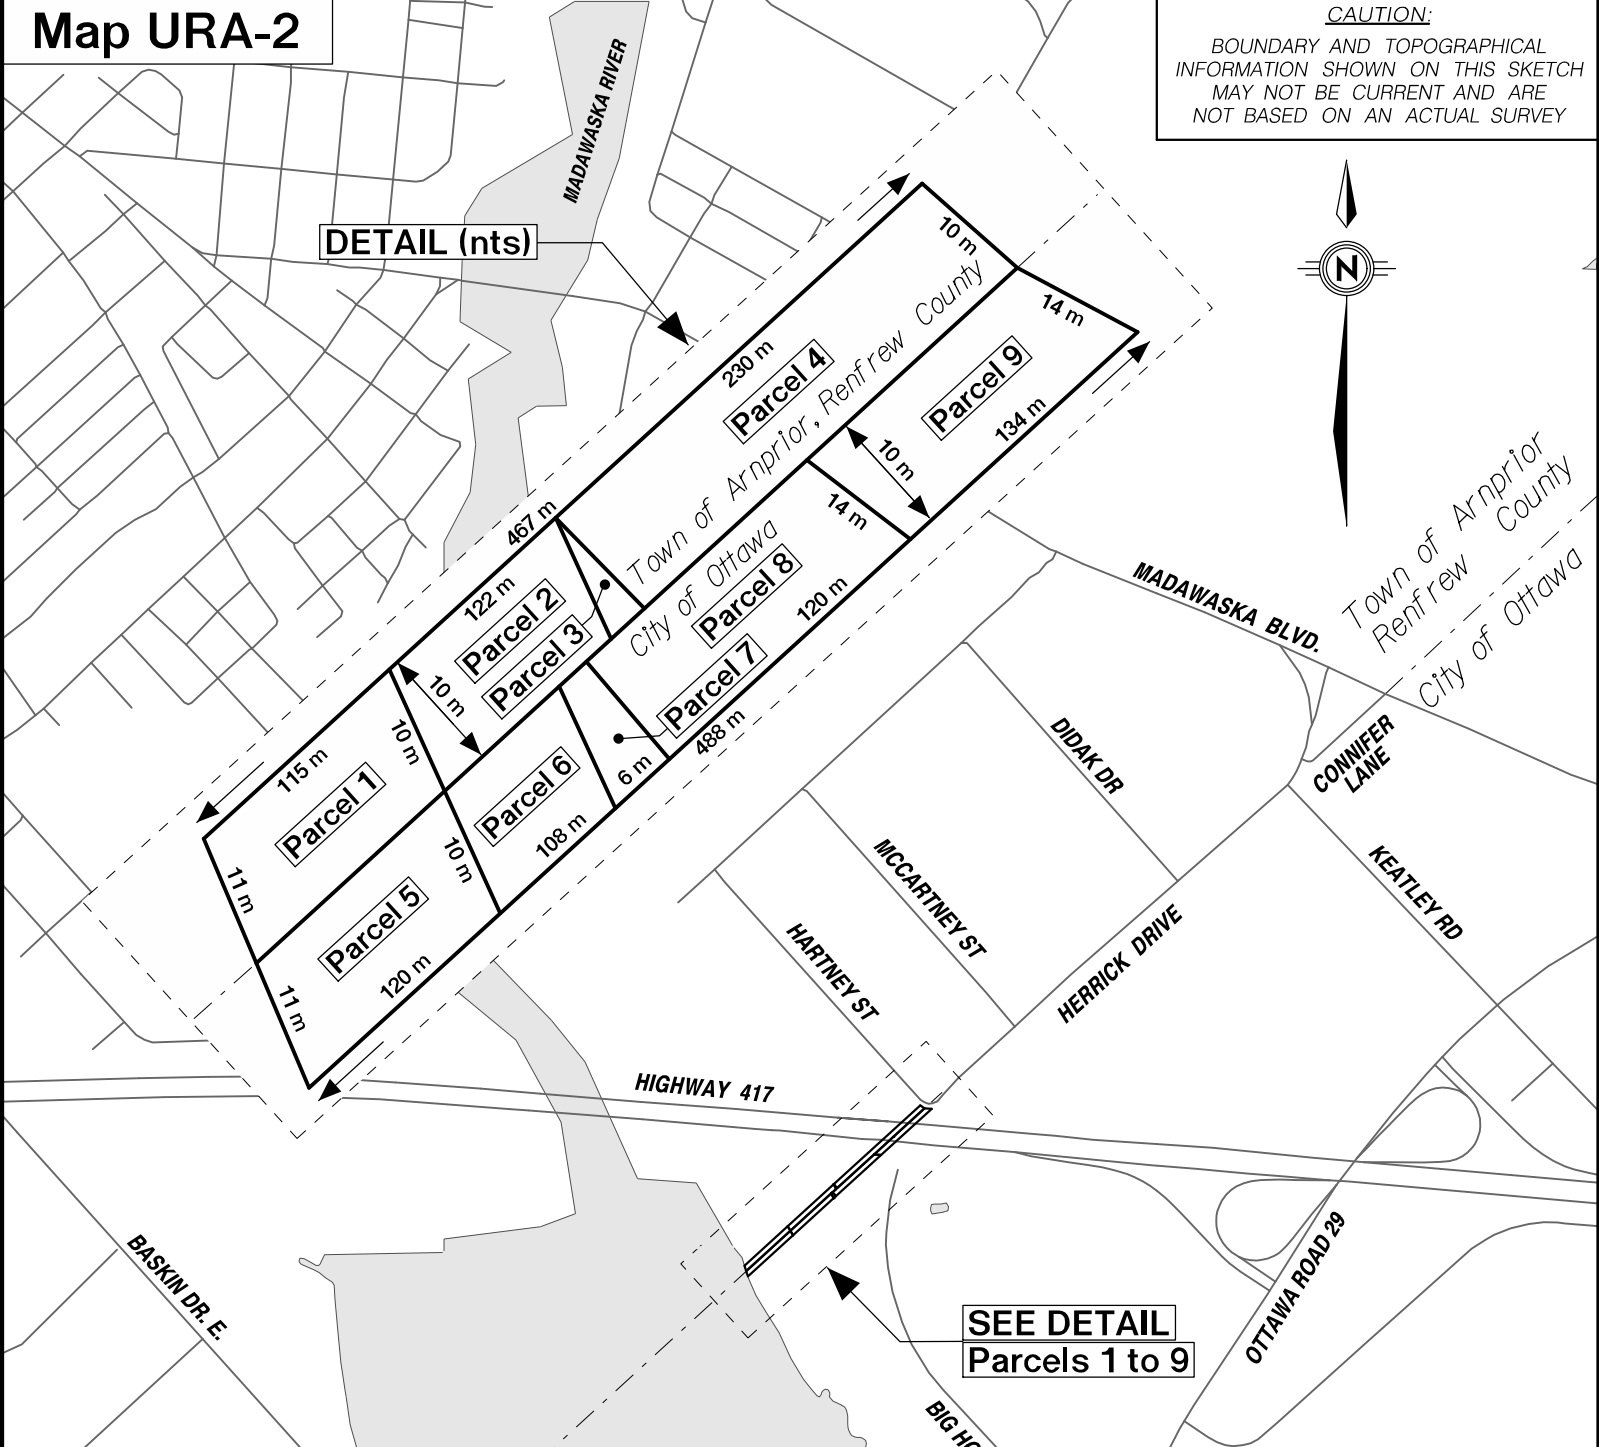 Map URA-2
CAUTION:
BOUNDARY AND TOPOGRAPHICAL
INFORMATION SHOWN ON THIS SKETCH
MAY NOT BE CURRENT AND ARE
NOT BASED ON AN ACTUAL SURVEY
MADAWASKA RIVER
DETAIL (nts)
N
10 m
14 m
230 m
Parcel 4
Town of Arnprior, Renfrew County
Parcel 9
134 m
10 m
14 m
467 m
122 m
Parcel 2
Parcel 3
City of Ottawa
Parcel 8
120 m
Parcel 7
488 m
10 m
10 m
115 m
Parcel 1
Parcel 6
6 m
108 m
10 m
11 m
Parcel 5
120 m
11 m
Town of Arnprior
Renfrew County
City of Ottawa
MADAWASKA BLVD.
DIDAK DR
CONNIFER
LANE
MCCARTNEY ST
KEATLEY RD
HARTNEY ST
HERRICK DRIVE
HIGHWAY 417
BASKIN DR. E.
OTTAWA ROAD 29
SEE DETAIL
Parcels 1 to 9
BIG